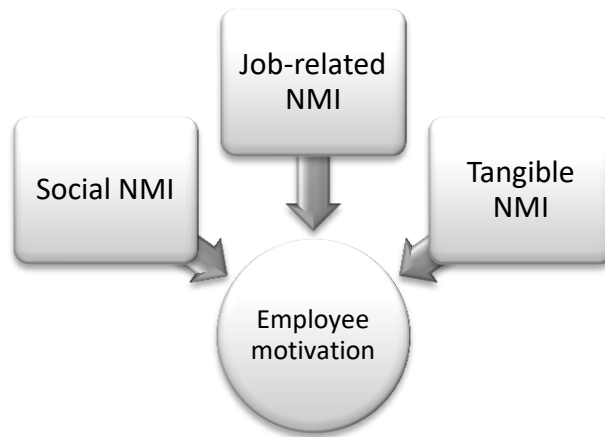 Job-related
NMI
Social NMI
Tangible
NMI
Employee
motivation